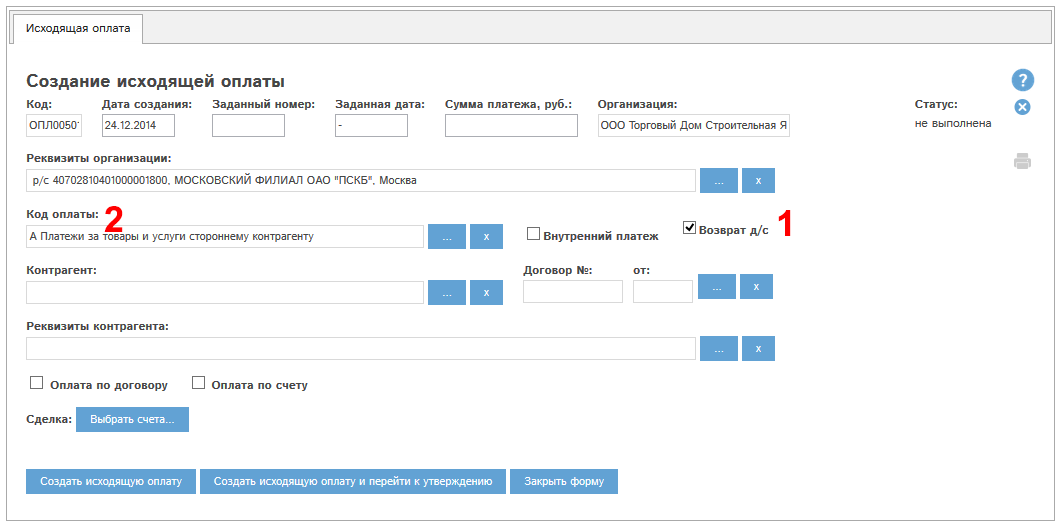 Исходящая оплата
Создание исходящей оплаты
?
Код: Дата создания: Заданный номер: Заданная дата: Сумма платежа, руб.: Организация: Статус:
ОПЛ00501 24.12.2014 - ООО Торговый Дом Строительная Я не выполнена
Реквизиты организации:
р/с 40702810401000001800, МОСКОВСКИЙ ФИЛИАЛ ОАО "ПСКБ", Москва ... x
Код оплаты: 2
А Платежи за товары и услуги стороннему контрагенту ... x Внутренний платеж Возврат д/с 1
Контрагент: Договор №: от:
... x ... x
Реквизиты контрагента:
... x
Оплата по договору Оплата по счету
Сделка: Выбрать счета...
Создать исходящую оплату Создать исходящую оплату и перейти к утверждению Закрыть форму